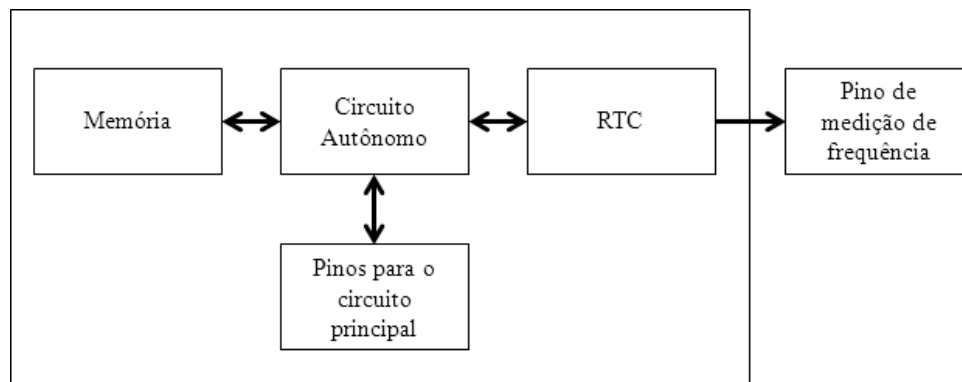 Memória
Circuito
Autônomo
RTC
Pino de
medição de
frequência
Pinos para o
circuito
principal